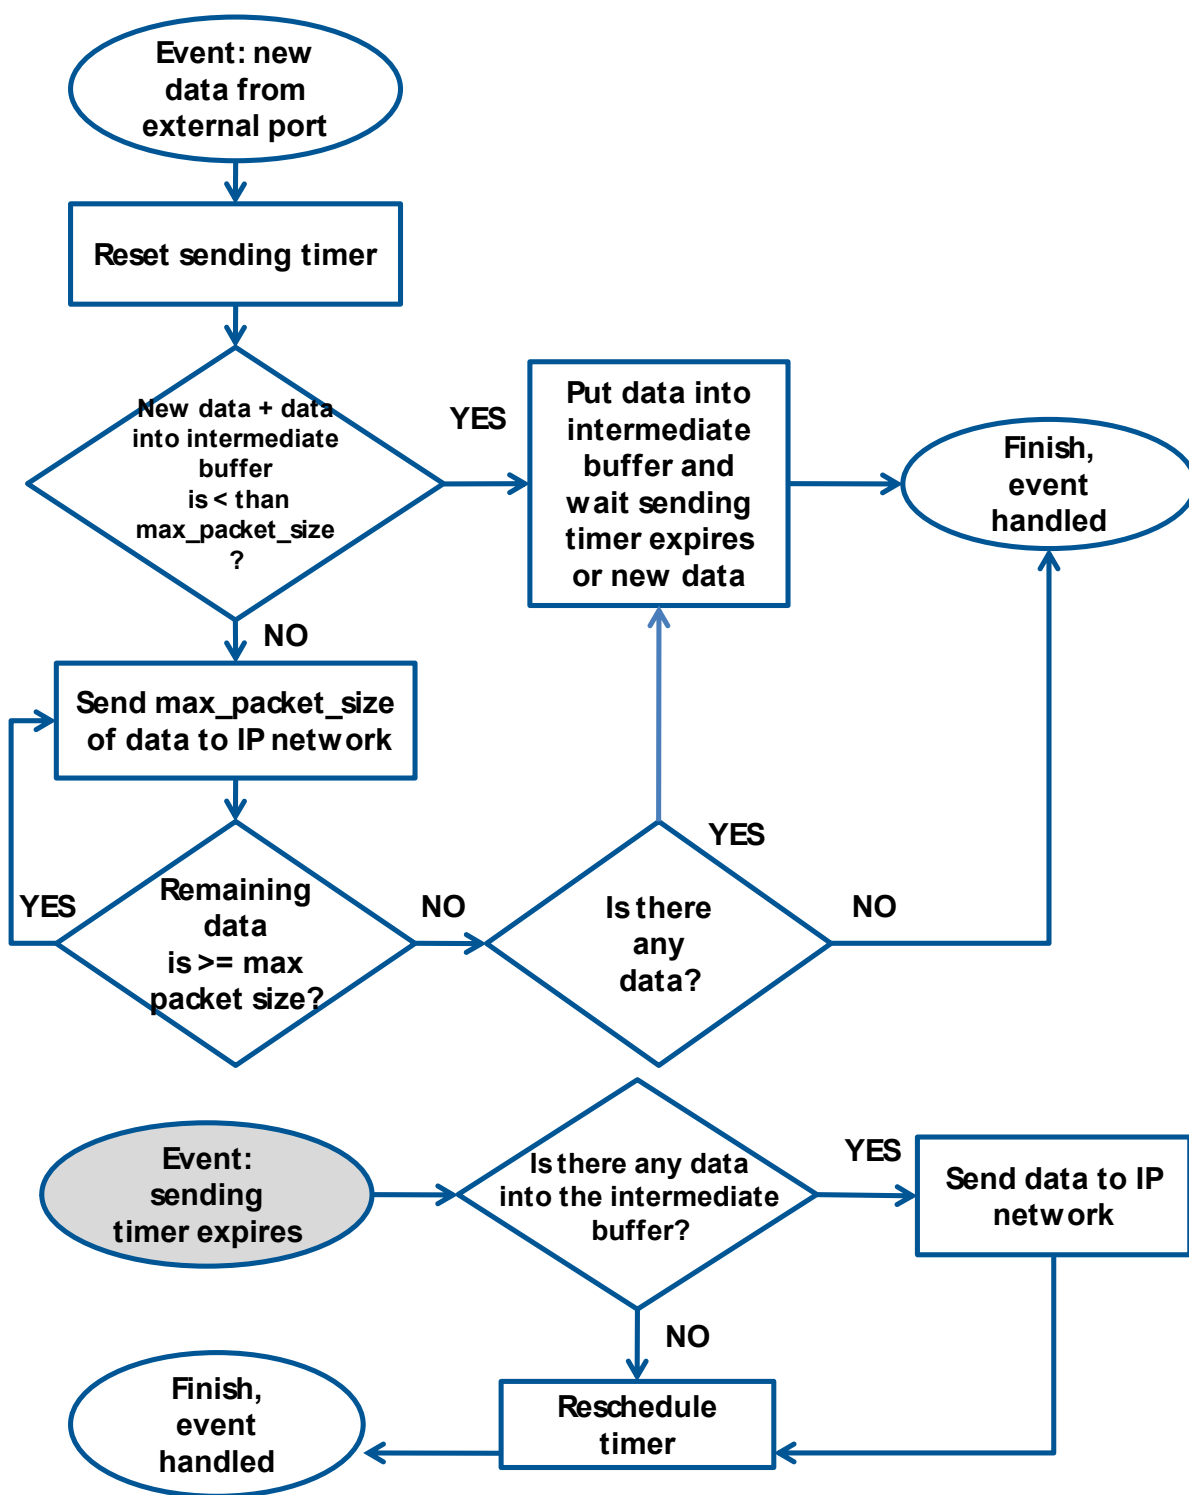 Event: new
data from
external port
Reset sending timer
New data + data
into intermediate
buffer
is < than
max_packet_size
?
YES
Put data into
intermediate
buffer and
wait sending
timer expires
or new data
Finish,
event
handled
NO
Send max_packet_size
of data to IP network
YES
Remaining
data
is >= max
packet size?
NO
YES
Is there
any
data?
NO
Event:
sending
timer expires
Is there any data
into the intermediate
buffer?
YES
Send data to IP
network
NO
Reschedule
timer
Finish,
event
handled